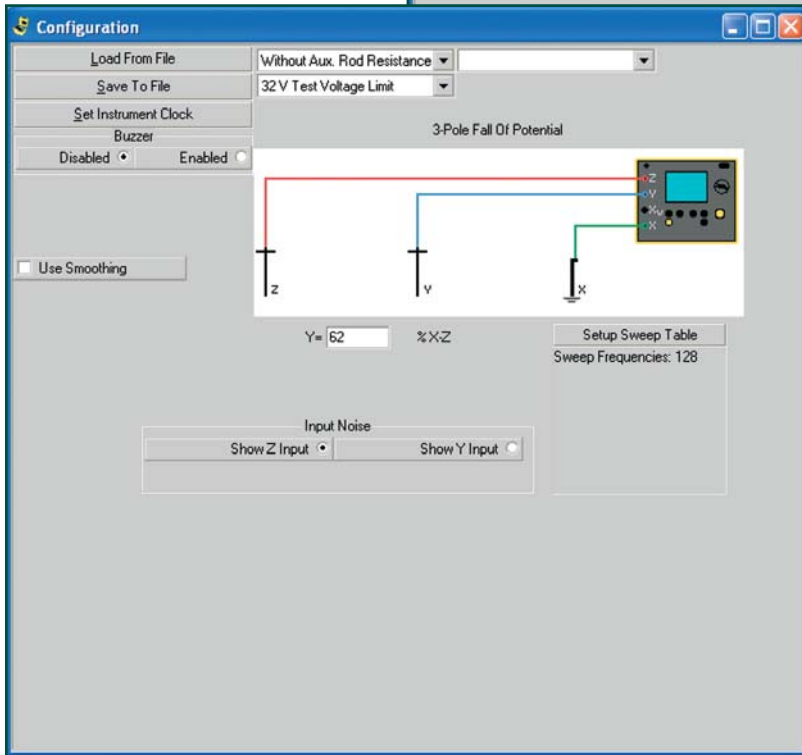 Configuration
Load From File
Without Aux. Rod Resistance
Save To File
32 V Test Voltage Limit
Set Instrument Clock
Buzzer
3-Pole Fall Of Potential
Disabled
Enabled
Z
Y
Xv
X
Use Smoothing
Z
Y
X
Y= 62 %X-Z
Setup Sweep Table
Sweep Frequencies: 128
Input Noise
Show Z Input
Show Y Input